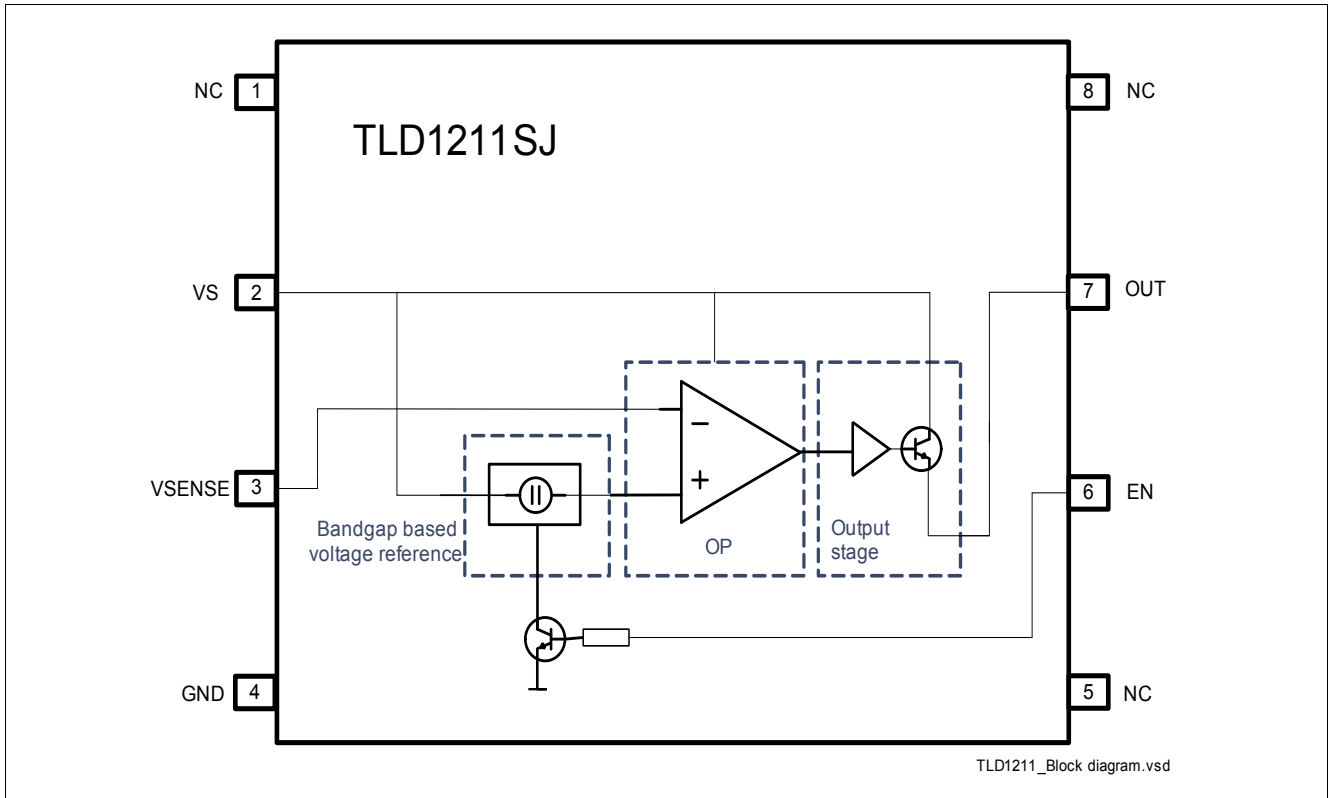 NC 1
8 NC
TLD1211SJ
VS 2
7 OUT
VSENSE 3
6 EN
−
+
Bandgap based
voltage reference
OP
Output
stage
GND 4
5 NC
TLD1211_Block diagram.vsd